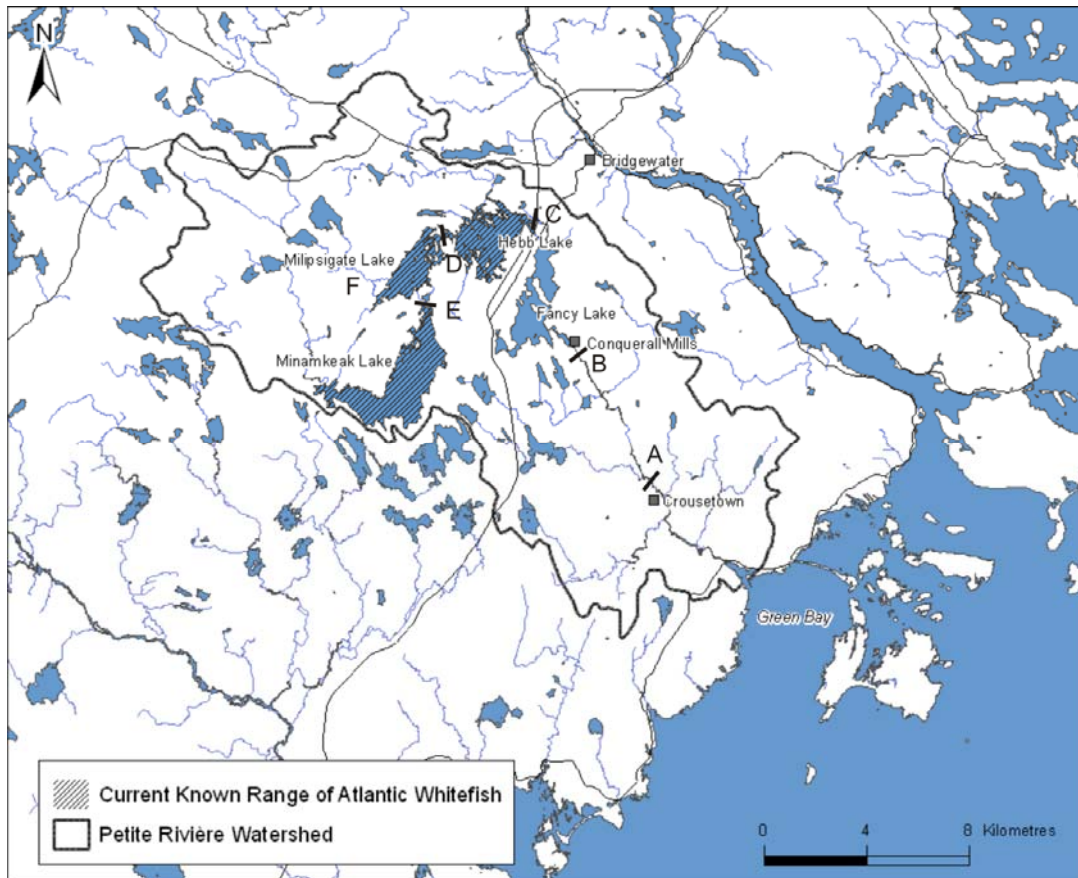 N
Bridgewater
C
Hebb Lake
Milipsigate Lake
D
F
E
Fancy Lake
Conquerall Mills
B
Minamkeak Lake
A
Crousetown
Green Bay
Current Known Range of Atlantic Whitefish
Petite Rivière Watershed
0 4 8 Kilometres